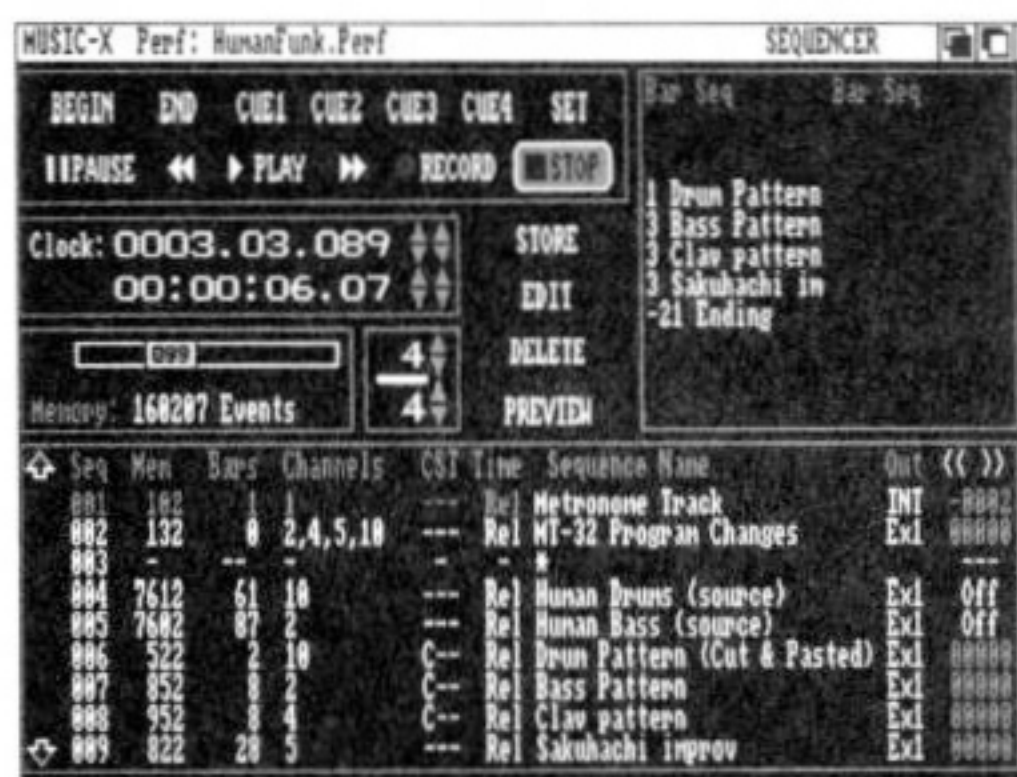 MUSIC-X Perf: HumanFunk.Perf SEQUENCER
BEGIN END CUE1 CUE2 CUE3 CUE4 SET
PAUSE PLAY RECORD STOP
Bar Seq Bar Seq
1 Drum Pattern
3 Bass Pattern
3 Clav pattern
3 Sakuhachi im
-21 Ending
Clock: 0003.03.089
00:00:06.07
STORE
EDIT
DELETE
PREVIEW
099
Memory: 160207 Events
4
4
Seq Mem Bars Channels CST Time Sequence Name Out << >>
001 102 1 1 --- Rel Metronome Track INT -0002
002 132 0 2,4,5,10 --- Rel MT-32 Program Changes Ex1 00000
003 - -- - - - * ---
004 7612 61 10 --- Rel Human Drums (source) Ex1 Off
005 7602 87 2 --- Rel Human Bass (source) Ex1 Off
006 522 2 10 C-- Rel Drum Pattern (Cut & Pasted) Ex1 00000
007 852 8 2 C-- Rel Bass Pattern Ex1 00000
008 952 8 4 C-- Rel Clav pattern Ex1 00000
009 822 28 5 --- Rel Sakuhachi improv Ex1 00000